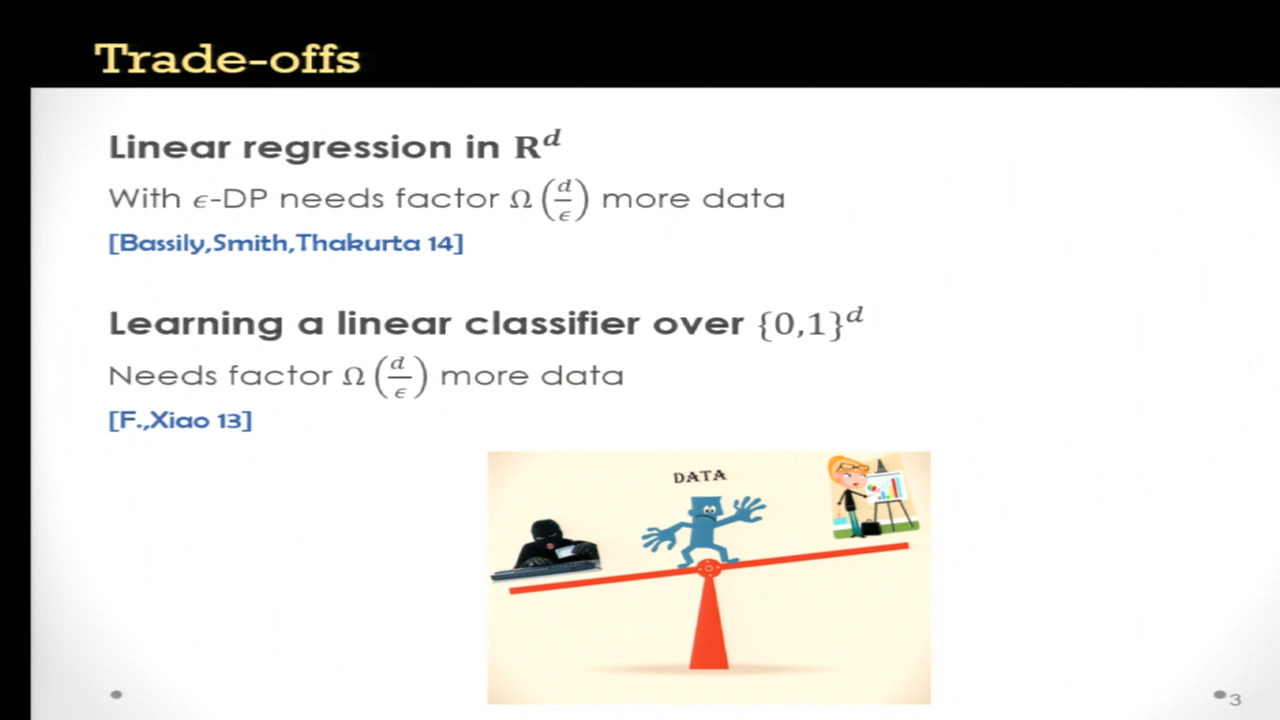 Trade-offs
Linear regression in R^d
With ϵ-DP needs factor Ω (d/ϵ) more data
[Bassily,Smith,Thakurta 14]
Learning a linear classifier over {0,1}^d
Needs factor Ω (d/ϵ) more data
[F.,Xiao 13]
DATA
3